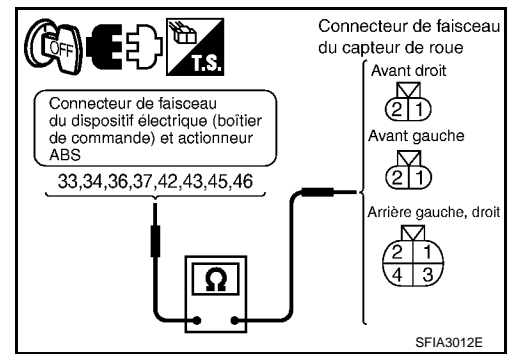 OFF
T.S.
Connecteur de faisceau
du capteur de roue
Avant droit
2 1
Avant gauche
2 1
Arrière gauche, droit
2 1
4 3
Connecteur de faisceau
du dispositif électrique (boîtier
de commande) et actionneur
ABS
33,34,36,37,42,43,45,46
Ω
SFIA3012E